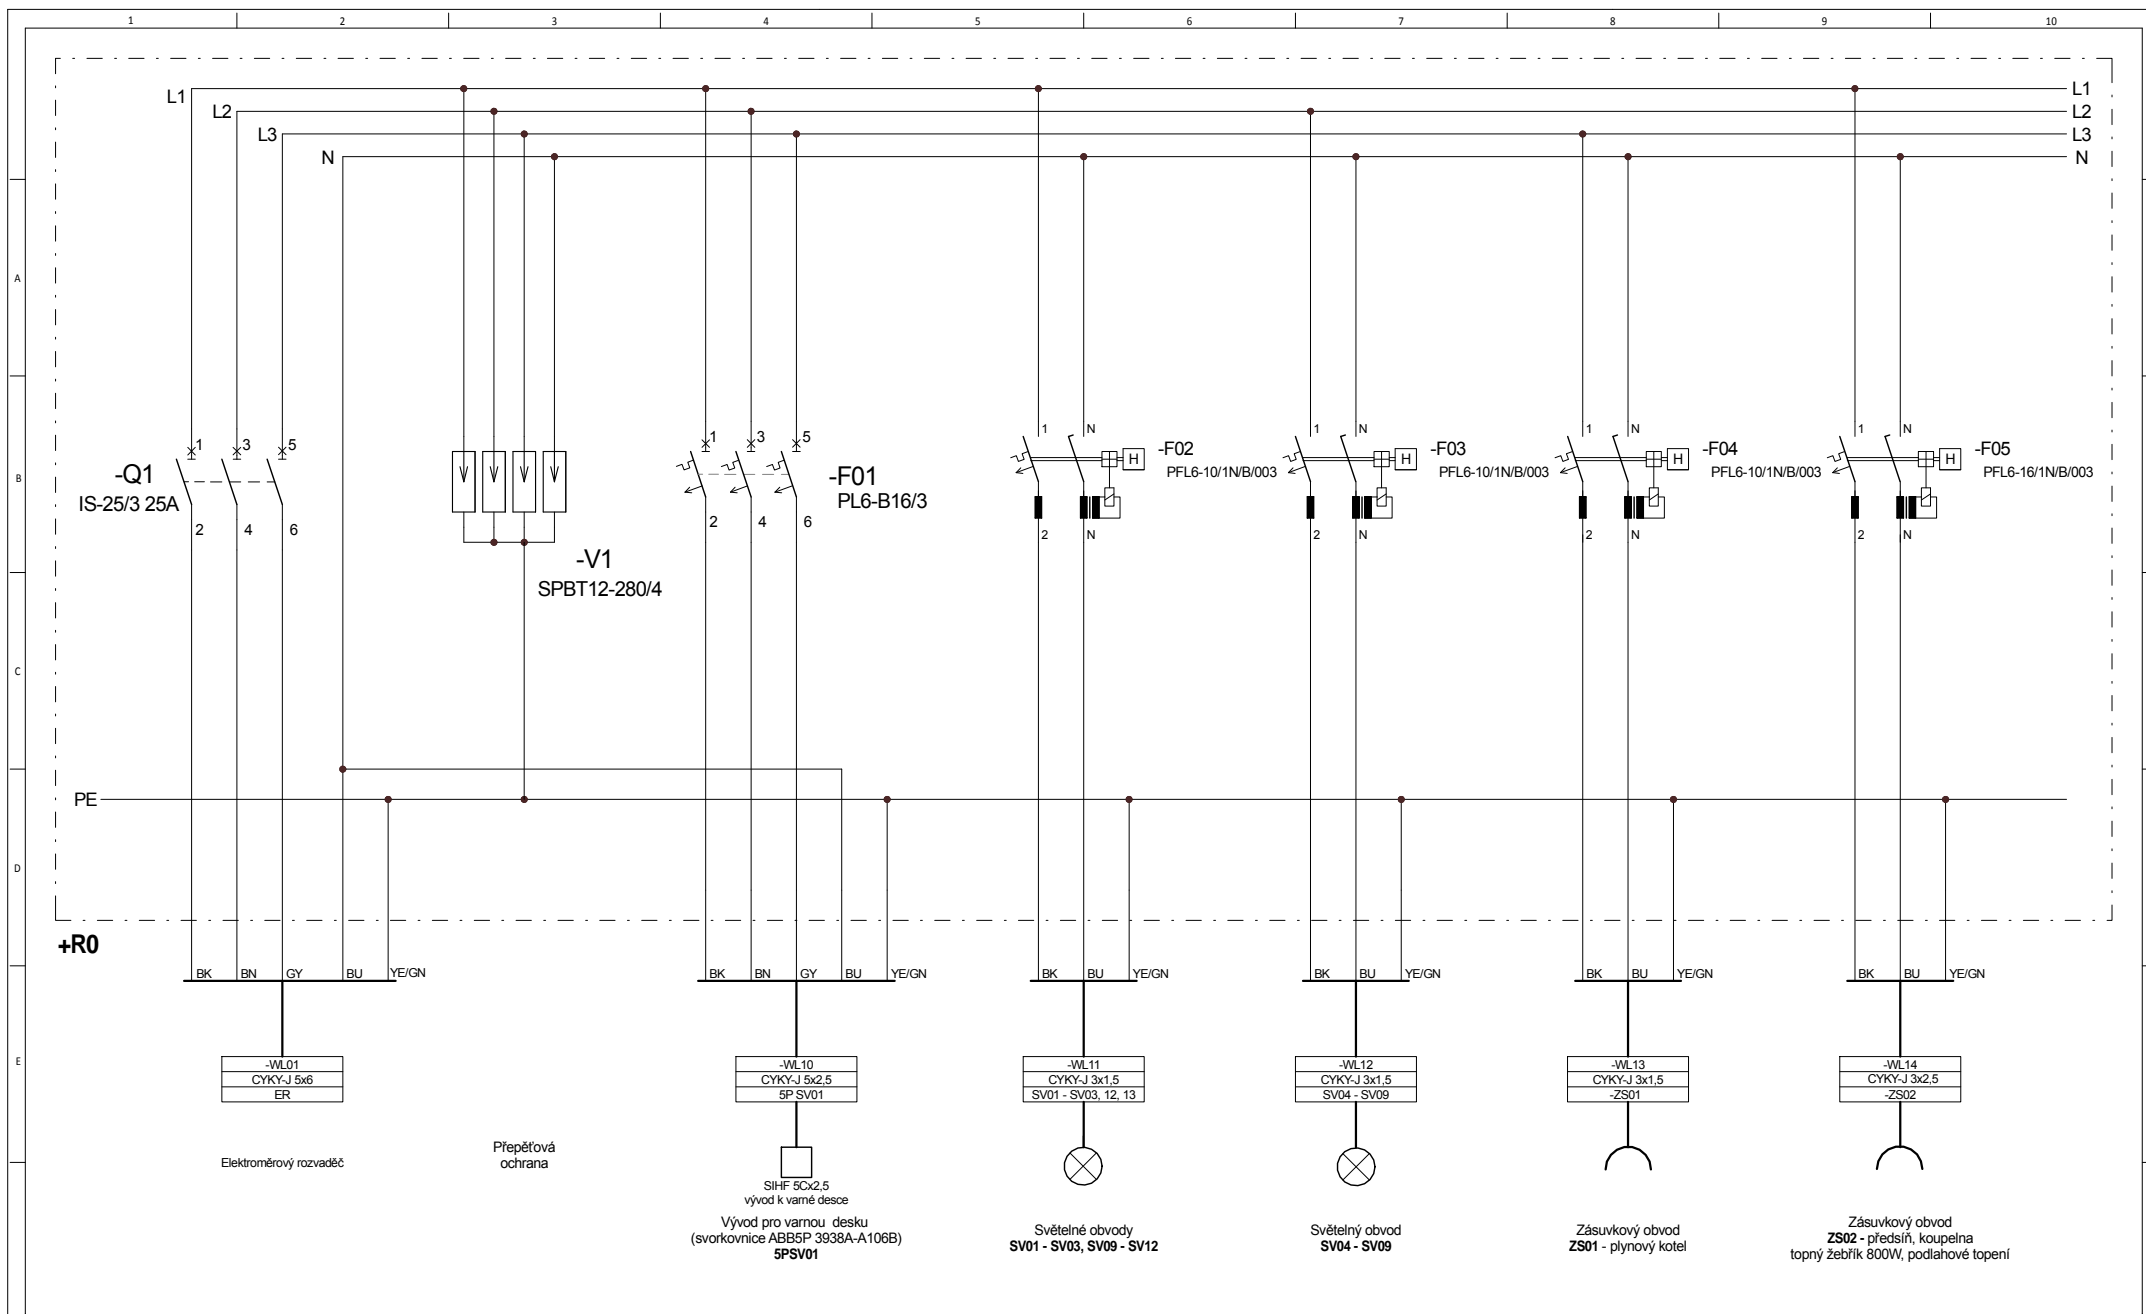 1 2 3 4 5 6 7 8 9 10
L1 L1
L2 L2
L3 L3
N N
A
B
C
D
E
1 3 5
-Q1
IS-25/3 25A
2 4 6
-V1
SPBT12-280/4
1 3 5
-F01
PL6-B16/3
2 4 6
1 N
H
-F02
PFL6-10/1N/B/003
2 N
1 N
H
-F03
PFL6-10/1N/B/003
2 N
1 N
H
-F04
PFL6-10/1N/B/003
2 N
1 N
H
-F05
PFL6-16/1N/B/003
2 N
PE
+R0
BK BN GY BU YE/GN
BK BN GY BU YE/GN
BK BU YE/GN
BK BU YE/GN
BK BU YE/GN
BK BU YE/GN
-WL01
CYKY-J 5x6
ER
Elektroměrový rozvaděč
Přepěťová
ochrana
-WL10
CYKY-J 5x2,5
5P SV01
SIHF 5Cx2,5
vývod k varné desce
Vývod pro varnou desku
(svorkovnice ABB5P 3938A-A106B)
5PSV01
-WL11
CYKY-J 3x1,5
SV01 - SV03, 12, 13
Světelné obvody
SV01 - SV03, SV09 - SV12
-WL12
CYKY-J 3x1,5
SV04 - SV09
Světelný obvod
SV04 - SV09
-WL13
CYKY-J 3x1,5
-ZS01
Zásuvkový obvod
ZS01 - plynový kotel
-WL14
CYKY-J 3x2,5
-ZS02
Zásuvkový obvod
ZS02 - předsíň, koupelna
topný žebřík 800W, podlahové topení